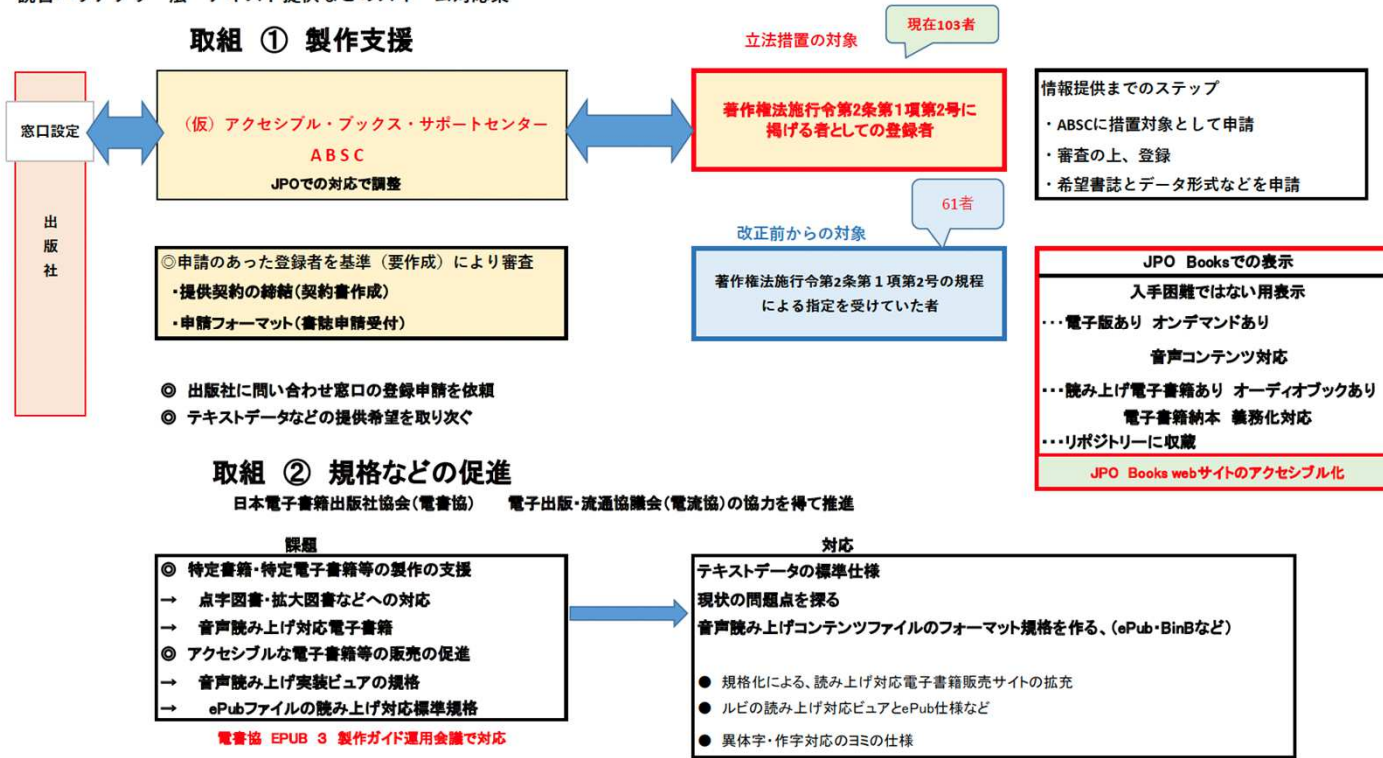 取組 ① 製作支援
立法措置の対象
現在103者
窓口設定
出版社
(仮)アクセシブル・ブックス・サポートセンター
ABSC
JPOでの対応で調整
著作権法施行令第2条第1項第2号に
掲げる者としての登録者
情報提供までのステップ
・ABSCに措置対象として申請
・審査の上、登録
・希望書誌とデータ形式などを申請
61者
改正前からの対象
◎申請のあった登録者を基準(要作成)により審査
・提供契約の締結(契約書作成)
・申請フォーマット(書誌申請受付)
著作権法施行令第2条第1項第2号の規程
による指定を受けていた者
JPO Booksでの表示
入手困難ではない用表示
・・・電子版あり オンデマンドあり
音声コンテンツ対応
・・・読み上げ電子書籍あり オーディオブックあり
電子書籍納本 義務化対応
・・・リポジトリーに収蔵
JPO Books webサイトのアクセシブル化
◎ 出版社に問い合わせ窓口の登録申請を依頼
◎ テキストデータなどの提供希望を取り次ぐ
取組 ② 規格などの促進
日本電子書籍出版社協会(電書協) 電子出版・流通協議会(電流協)の協力を得て推進
課題
◎ 特定書籍・特定電子書籍等の製作の支援
→ 点字図書・拡大図書などへの対応
→ 音声読み上げ対応電子書籍
◎ アクセシブルな電子書籍等の販売の促進
→ 音声読み上げ実装ビュアの規格
→ ePubファイルの読み上げ対応標準規格
電書協 EPUB 3 製作ガイド運用会議で対応
対応
テキストデータの標準仕様
現状の問題点を探る
音声読み上げコンテンツファイルのフォーマット規格を作る、(ePub・BinBなど)
● 規格化による、読み上げ対応電子書籍販売サイトの拡充
● ルビの読み上げ対応ビュアとePub仕様など
● 異体字・作字対応のヨミの仕様